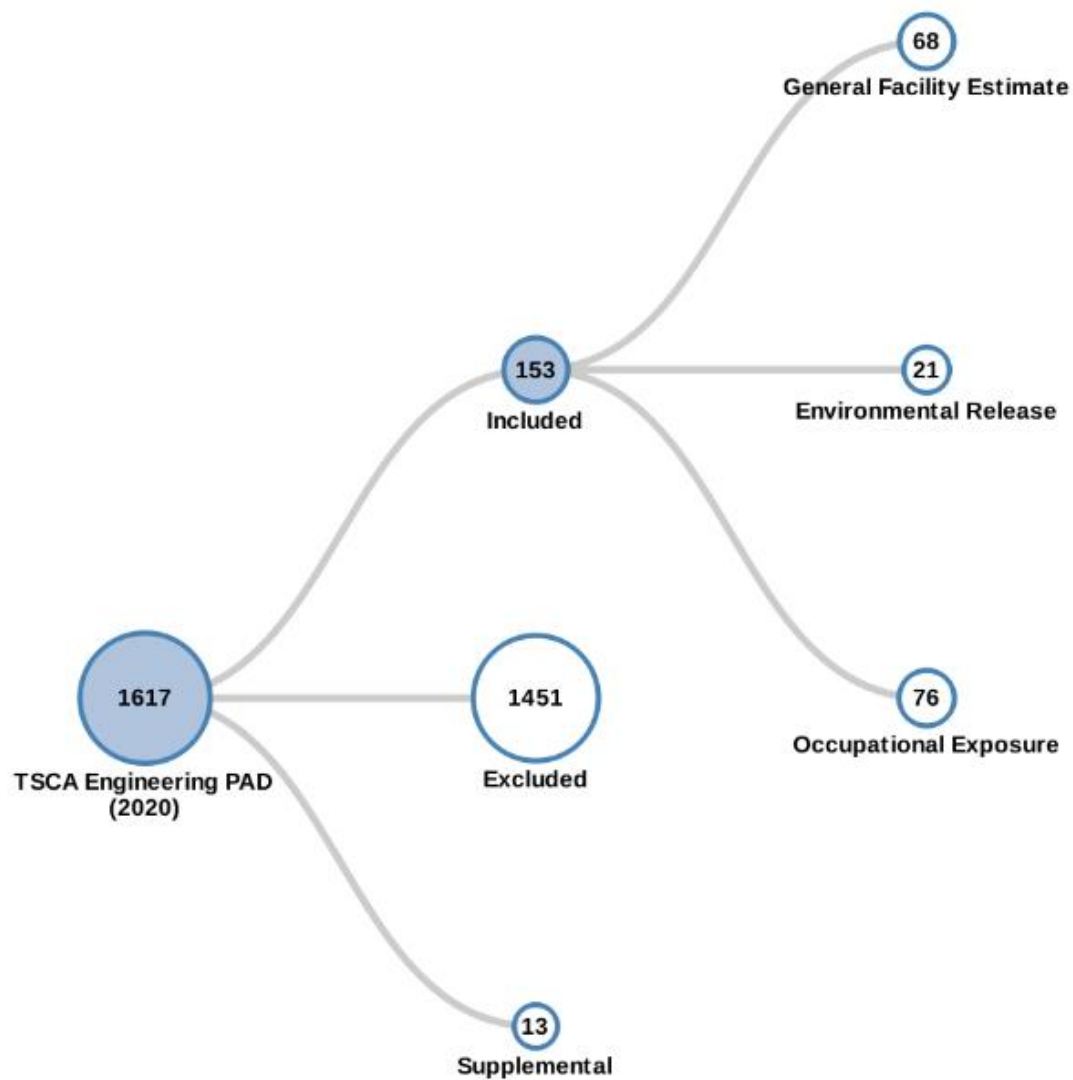 68
General Facility Estimate
153
Included
21
Environmental Release
1617
TSCA Engineering PAD
(2020)
1451
Excluded
76
Occupational Exposure
13
Supplemental